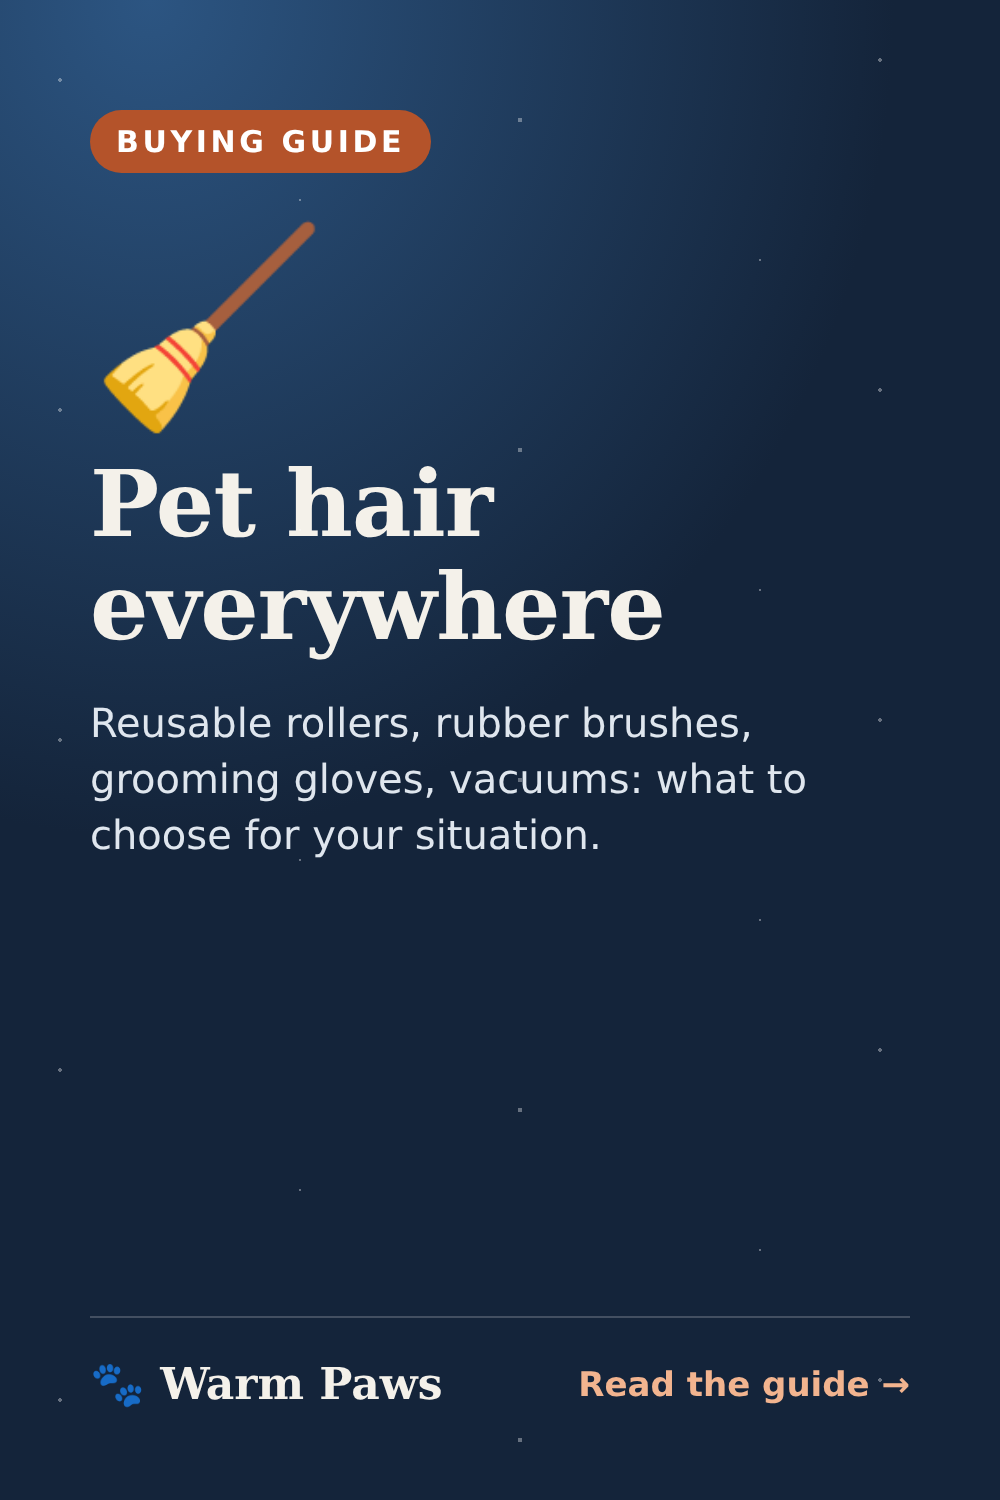 BUYING GUIDE
Pet hair
everywhere
Reusable rollers, rubber brushes,
grooming gloves, vacuums: what to
choose for your situation.
Warm Paws
Read the guide →